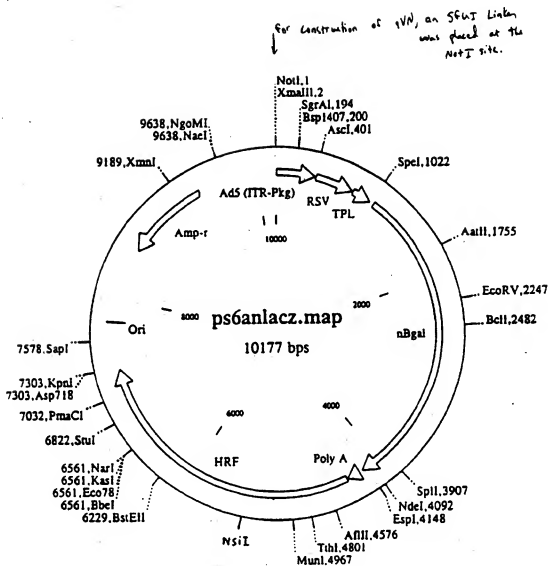 for construction of pVN, an SfuI Linker
was placed at the
NotI site.
NotI,1
XmaIII,2
SgrAI,194
Bsp1407,200
AscI,401
SpeI,1022
AatII,1755
EcoRV,2247
BclI,2482
SplI,3907
NdeI,4092
EspI,4148
AflII,4576
TthI,4801
MunI,4967
NsiI
6229,BstEII
6561,BbeI
6561,Eco78
6561,KasI
6561,NarI
6822,StuI
7032,PmaCI
7303,Asp718
7303,KpnI
7578,SapI
9189,XmnI
9638,NaeI
9638,NgoMI
Ad5 (ITR-Pkg)
RSV
TPL
Amp-r
10000
2000
8000
ps6anlacz.map
nBgal
Ori
10177 bps
4000
6000
HRF
Poly A